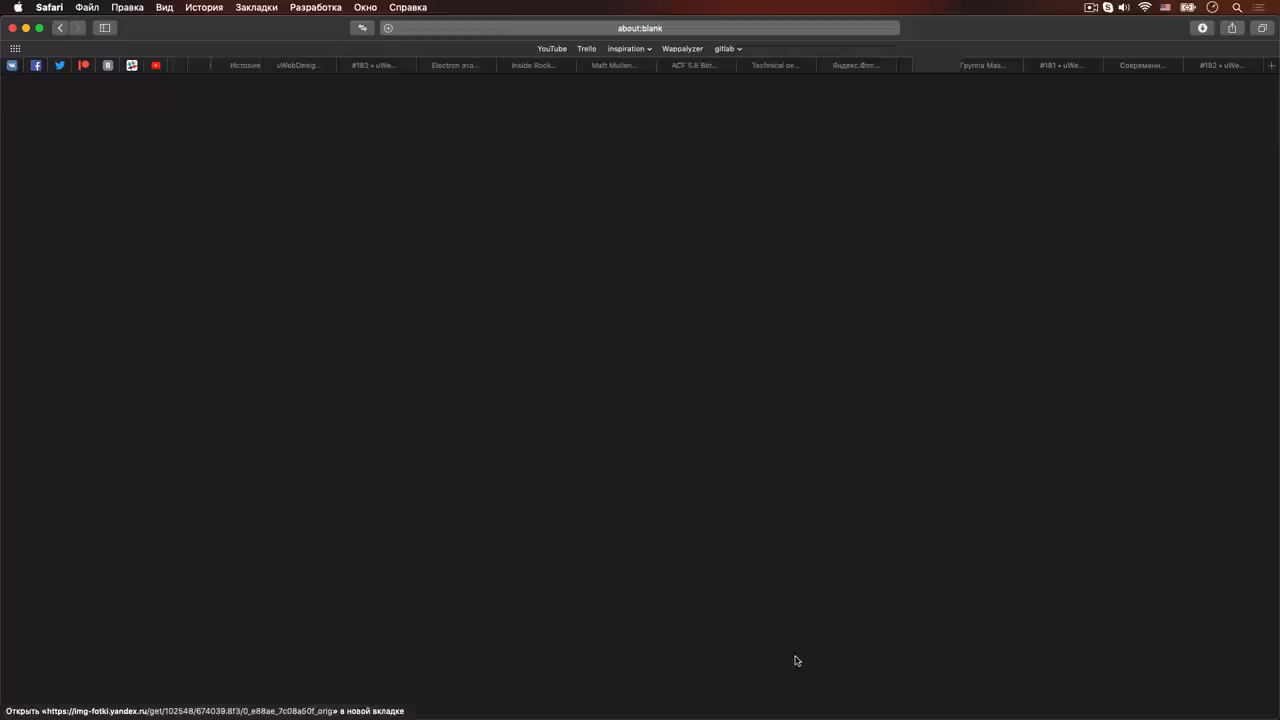 Safari Файл Правка Вид История Закладки Разработка Окно Справка
about:blank
YouTube Trello inspiration Wappalyzer gitlab
История uWebDesig... #182 • uWe... Electron это... Inside Rock... Matt Mullen... ACF 5.8 Bet... Technical ov... Яндекс.Фот... Группа Mas... #181 • uWe... Современн... #182 • uWe...
Открыть «https://img-fotki.yandex.ru/get/102548/674039.8f3/0_e88ae_7c08a50f_orig» в новой вкладке